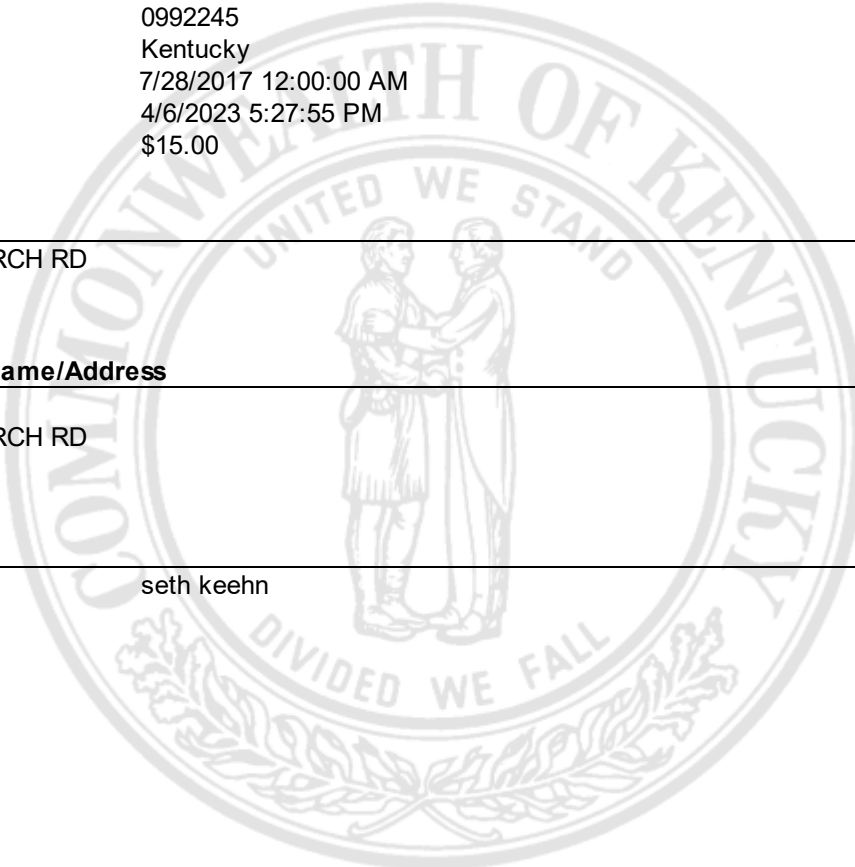 0992245
Kentucky
7/28/2017 12:00:00 AM
4/6/2023 5:27:55 PM
$15.00
RCH RD
ame/Address
RCH RD
seth keehn
COMMONWEALTH OF KENTUCKY
UNITED WE STAND
DIVIDED WE FALL